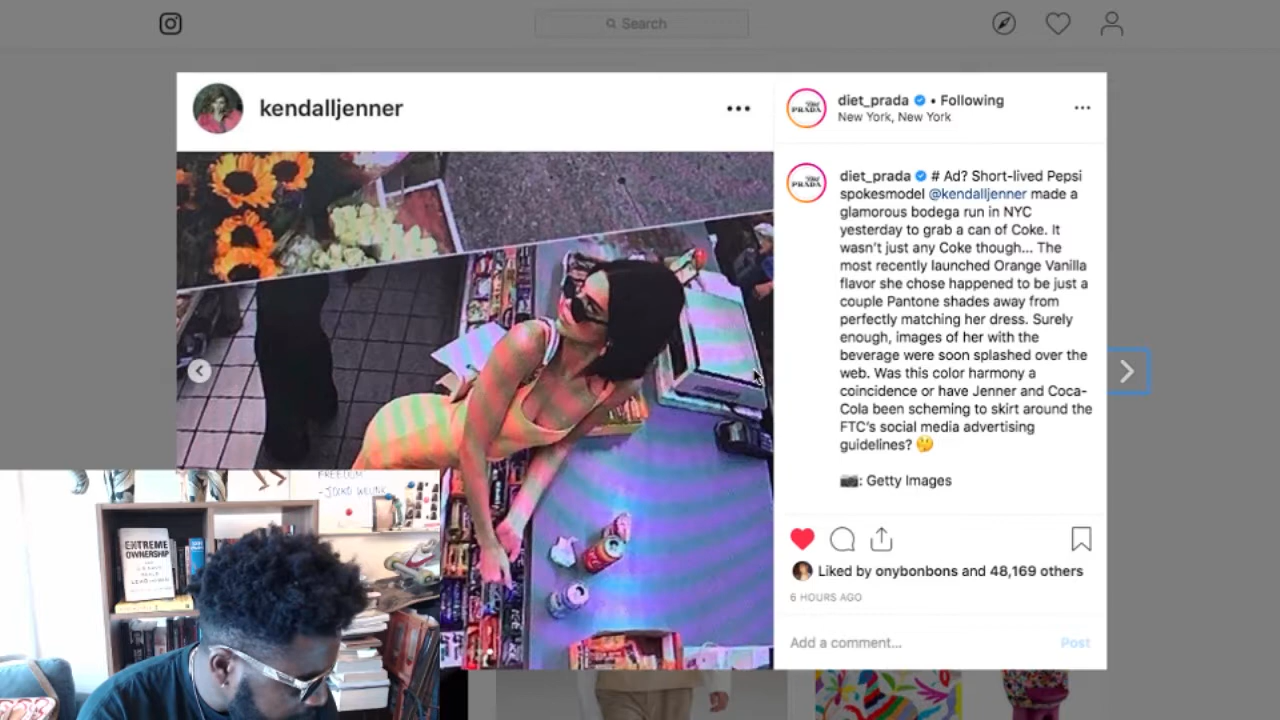 Search
kendalljenner
diet_prada • Following
New York, New York
diet_prada # Ad? Short-lived Pepsi
spokesmodel @kendalljenner made a
glamorous bodega run in NYC
yesterday to grab a can of Coke. It
wasn't just any Coke though... The
most recently launched Orange Vanilla
flavor she chose happened to be just a
couple Pantone shades away from
perfectly matching her dress. Surely
enough, images of her with the
beverage were soon splashed over the
web. Was this color harmony a
coincidence or have Jenner and Coca-
Cola been scheming to skirt around the
FTC's social media advertising
guidelines? 🤔
📷: Getty Images
Liked by onybonbons and 48,169 others
6 HOURS AGO
Add a comment... Post
FREEDOM
-JOCKO WILLINK
EXTREME
OWNERSHIP